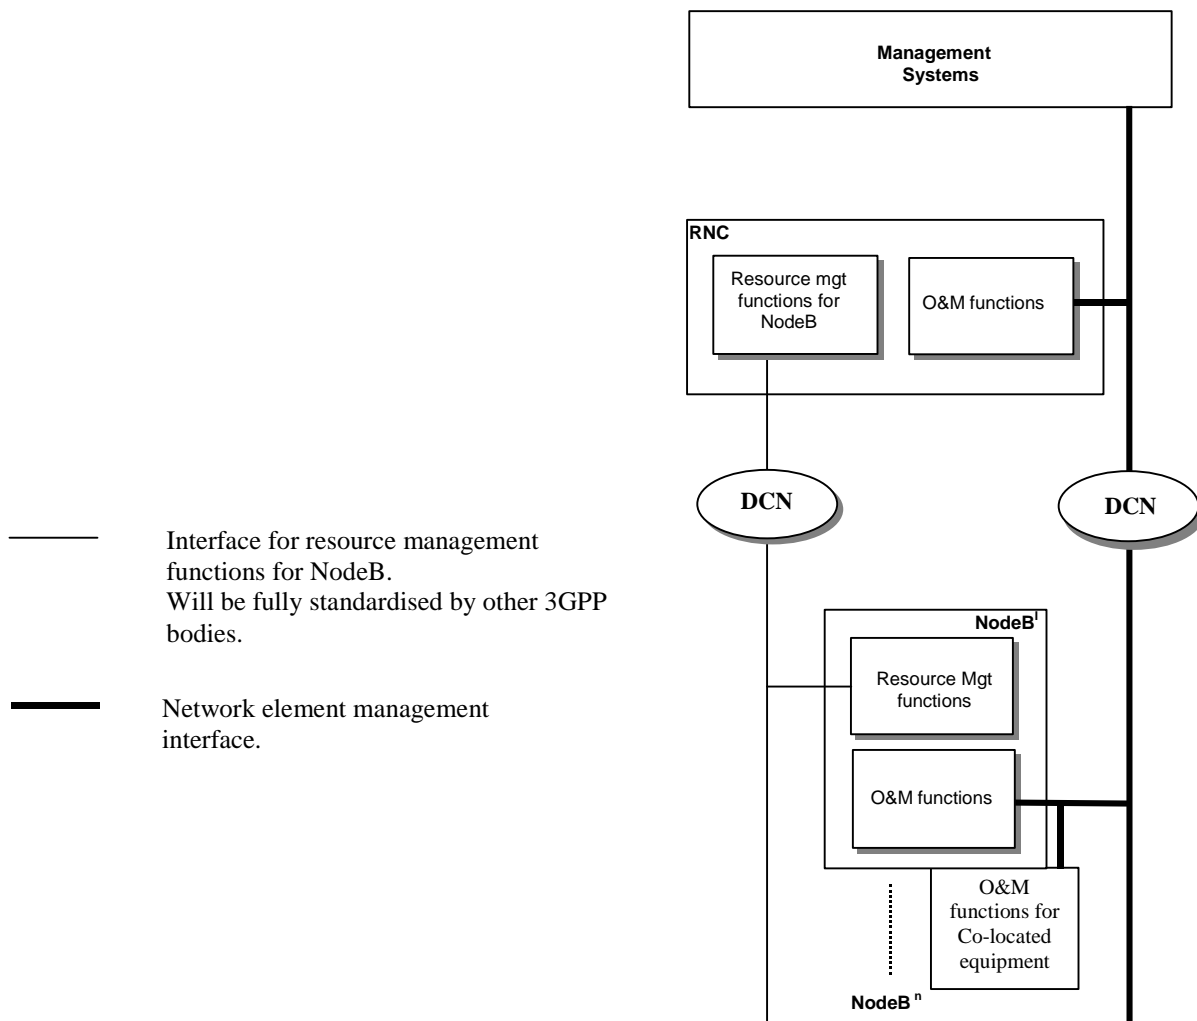 Management
Systems
RNC
Resource mgt
functions for
NodeB
O&M functions
DCN
DCN
Interface for resource management
functions for NodeB.
Will be fully standardised by other 3GPP
bodies.
NodeB^l
Resource Mgt
functions
Network element management
interface.
O&M functions
O&M
functions for
Co-located
equipment
NodeB^n